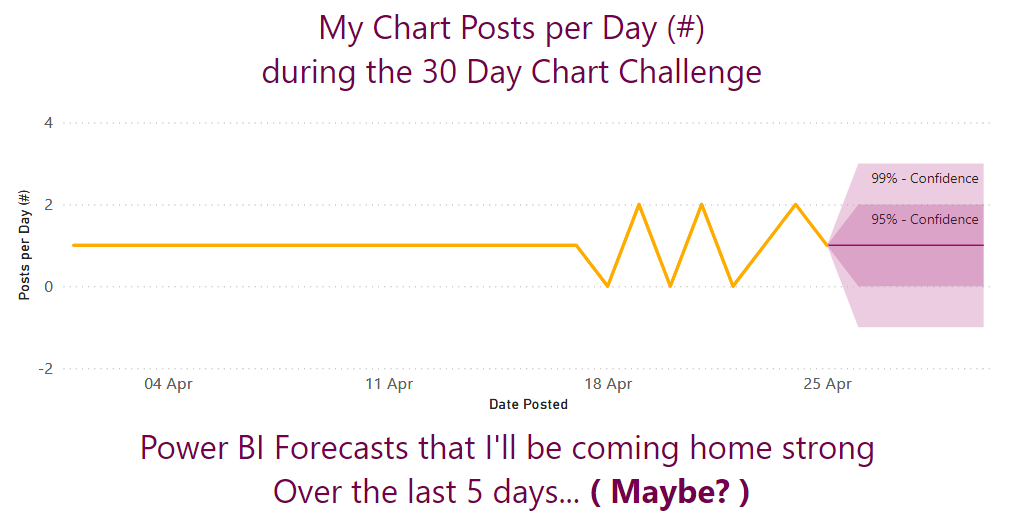 My Chart Posts per Day (#)
during the 30 Day Chart Challenge
4
99% - Confidence
2
95% - Confidence
Posts per Day (#)
0
-2
04 Apr
11 Apr
18 Apr
25 Apr
Date Posted
Power BI Forecasts that I'll be coming home strong
Over the last 5 days... ( Maybe? )